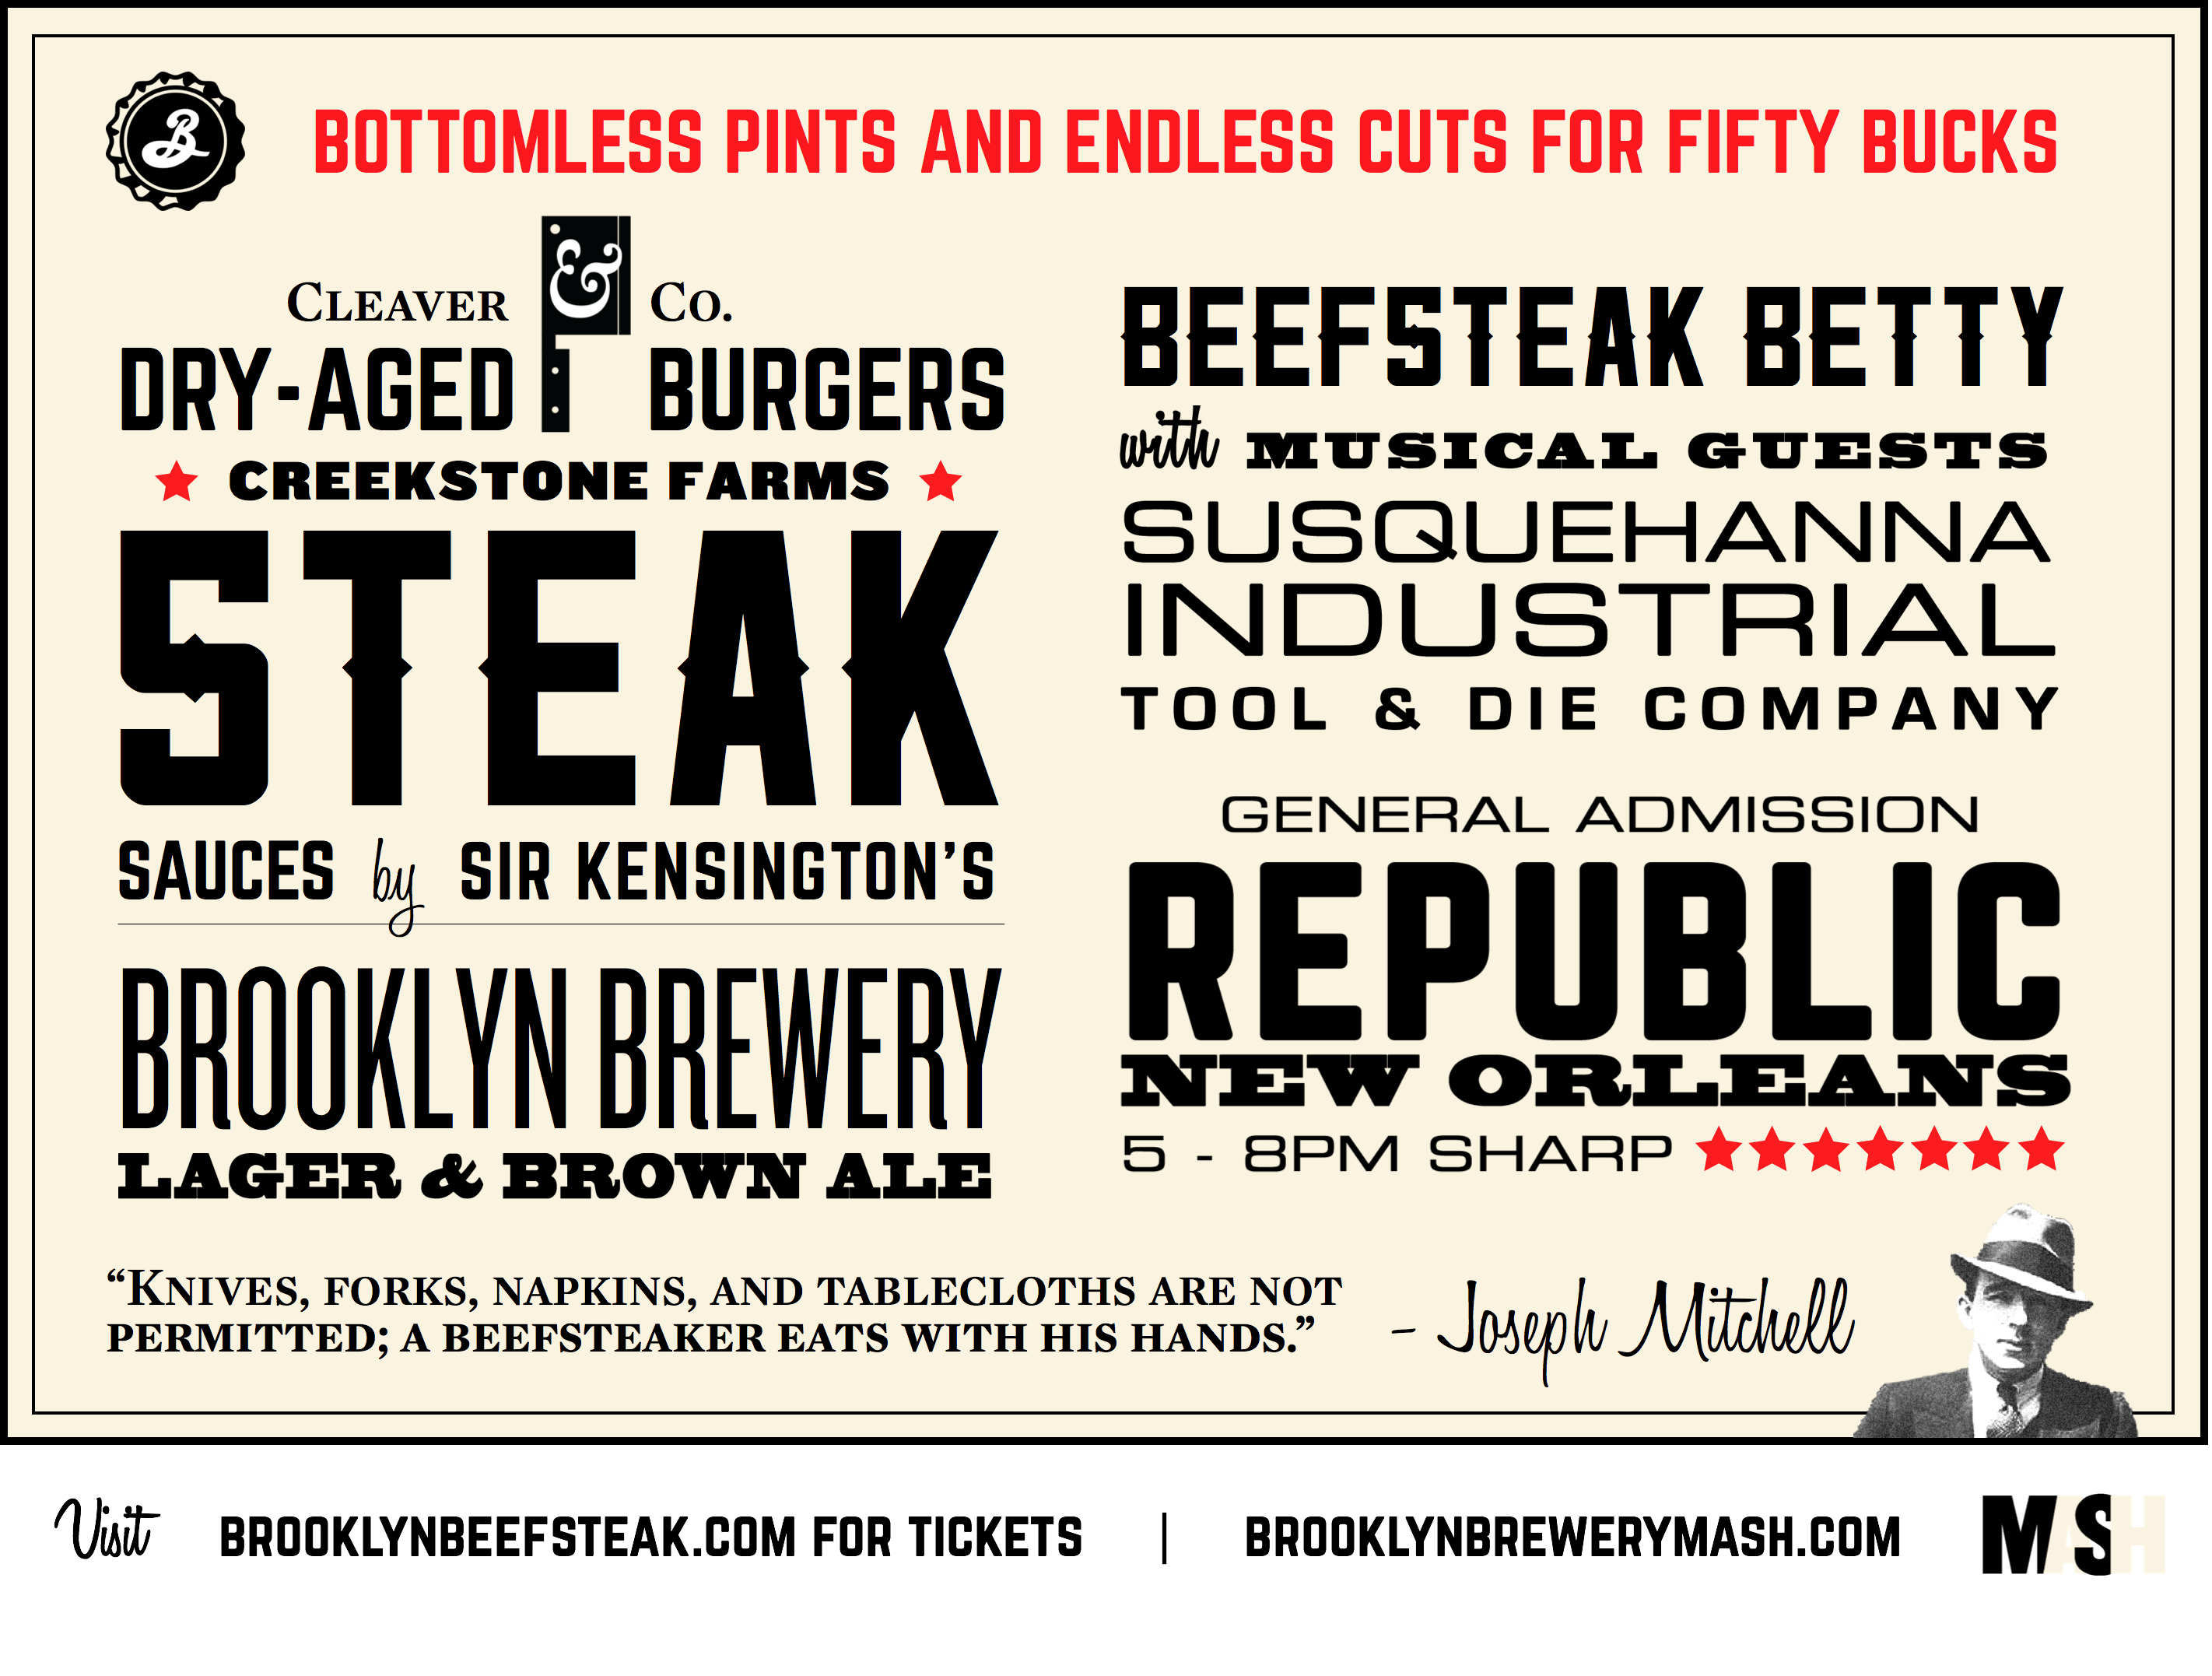 B
BOTTOMLESS PINTS AND ENDLESS CUTS FOR FIFTY BUCKS
CLEAVER & CO.
DRY-AGED BURGERS
CREEKSTONE FARMS
STEAK
SAUCES by SIR KENSINGTON'S
BROOKLYN BREWERY
LAGER & BROWN ALE
BEEFSTEAK BETTY
with MUSICAL GUESTS
SUSQUEHANNA
INDUSTRIAL
TOOL & DIE COMPANY
GENERAL ADMISSION
REPUBLIC
NEW ORLEANS
5 - 8PM SHARP
“KNIVES, FORKS, NAPKINS, AND TABLECLOTHS ARE NOT
PERMITTED; A BEEFSTEAKER EATS WITH HIS HANDS.” – Joseph Mitchell
Visit BROOKLYNBEEFSTEAK.COM FOR TICKETS | BROOKLYNBREWERYMASH.COM MASH